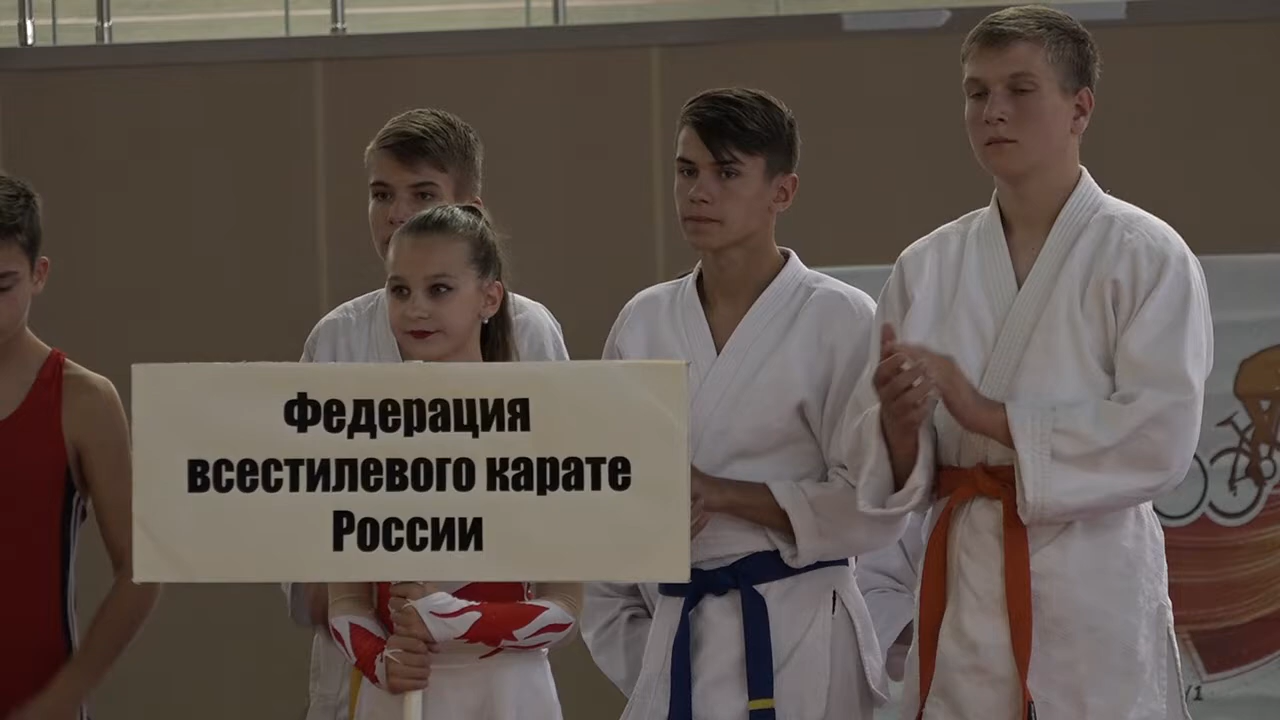 Федерация
всестилевого карате
России